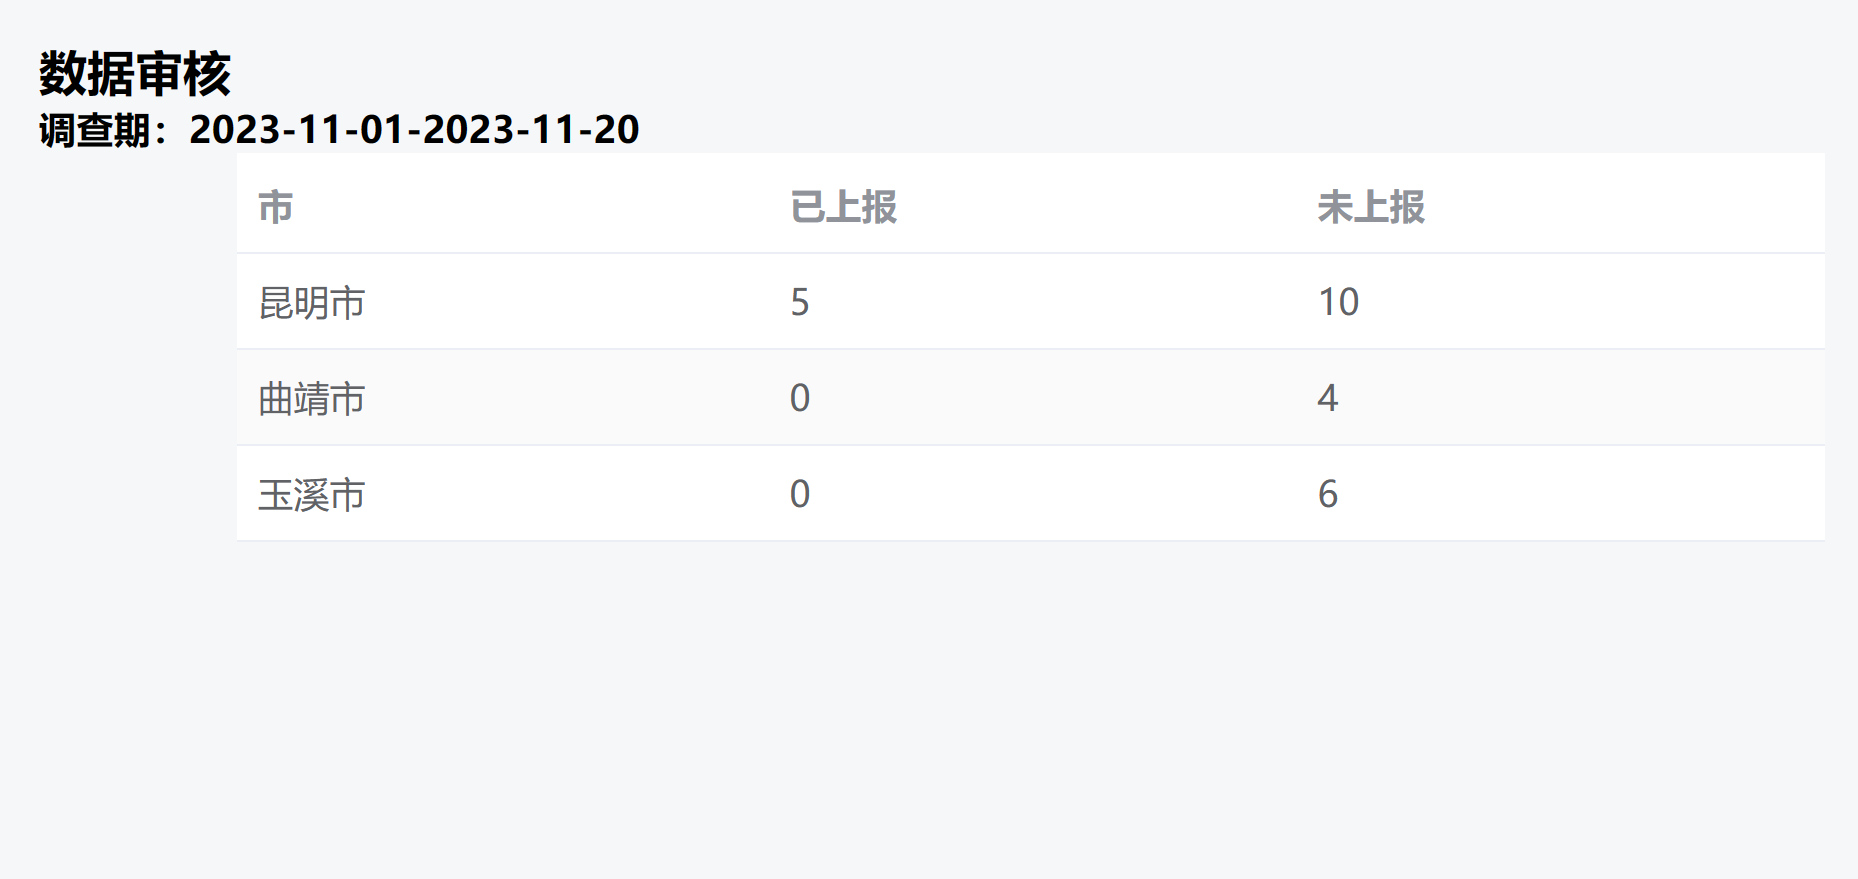 数据审核
调查期：2023-11-01-2023-11-20
市 已上报 未上报
昆明市 5 10
曲靖市 0 4
玉溪市 0 6